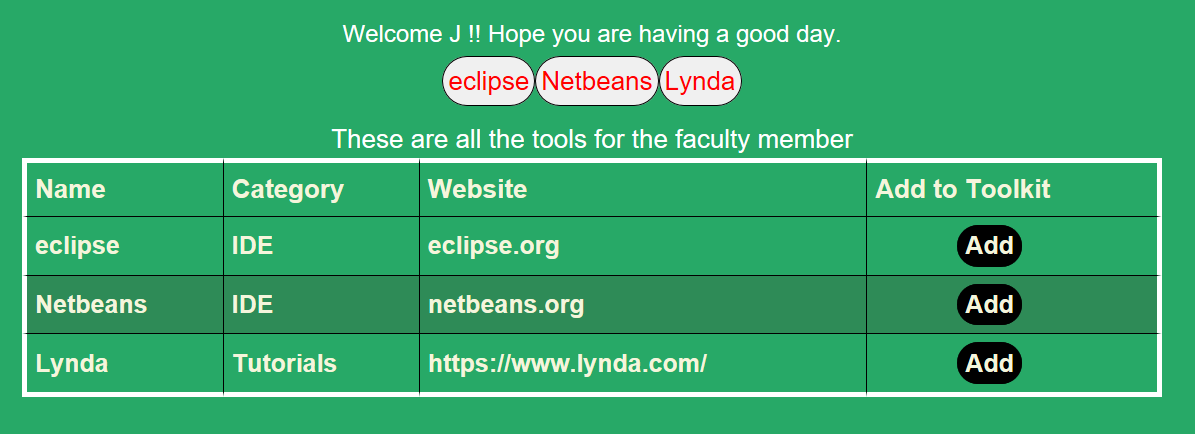 Welcome J !! Hope you are having a good day.
eclipse Netbeans Lynda
These are all the tools for the faculty member
Name Category Website Add to Toolkit
eclipse IDE eclipse.org Add
Netbeans IDE netbeans.org Add
Lynda Tutorials https://www.lynda.com/ Add